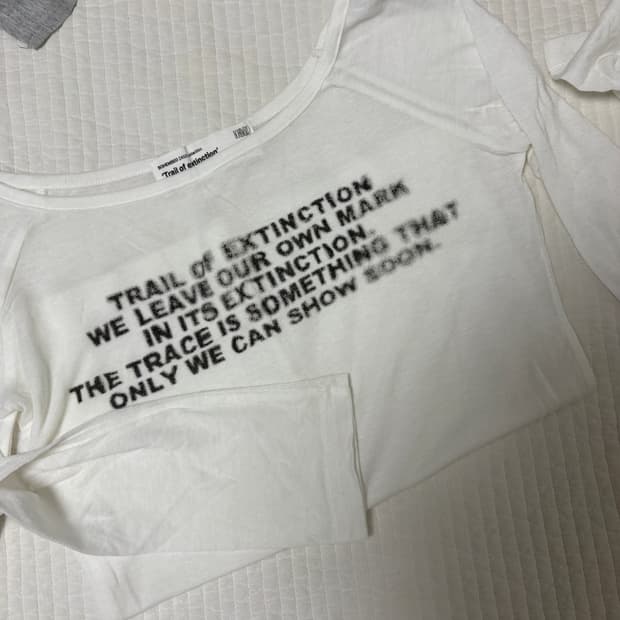 'Trail of extinction'
TRAIL of EXTINCTION
WE LEAVE OUR OWN MARK
IN ITS EXTINCTION.
THE TRACE IS SOMETHING THAT
ONLY WE CAN SHOW SOON.